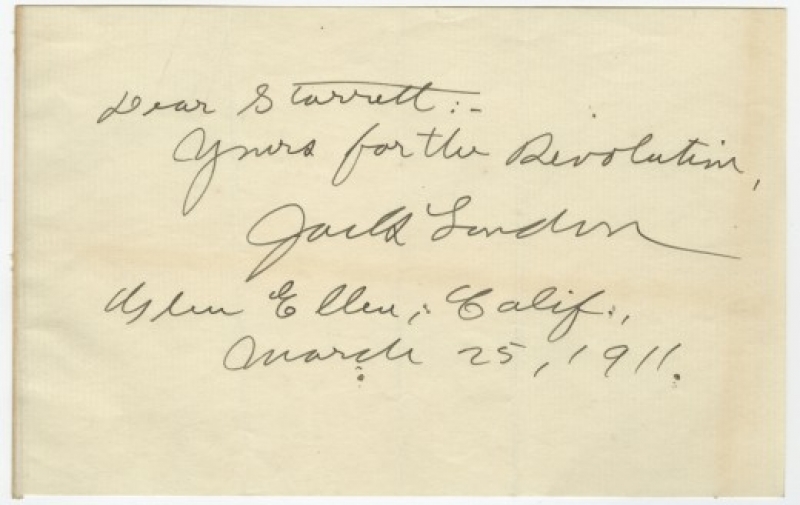 Dear Starrett:-
Yours for the Revolution,
Jack London
Glen Ellen, Calif.,
March 25, 1911.